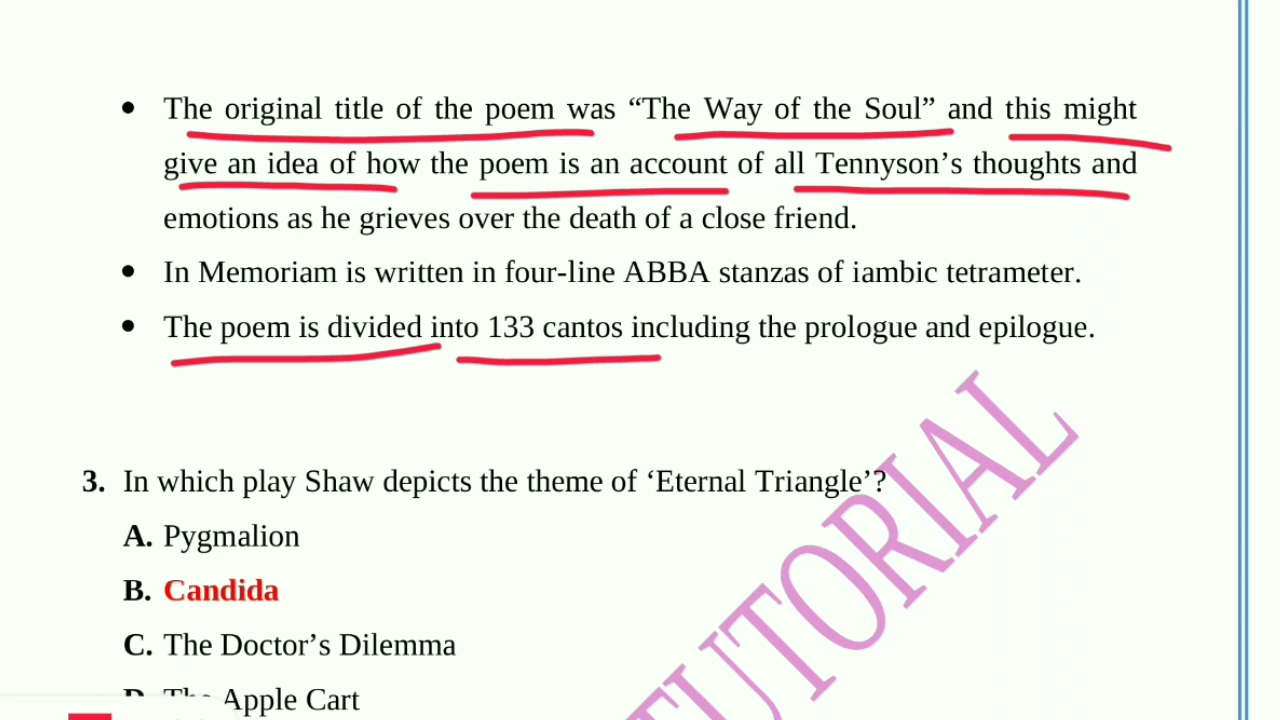 • The original title of the poem was “The Way of the Soul” and this might
give an idea of how the poem is an account of all Tennyson’s thoughts and
emotions as he grieves over the death of a close friend.
• In Memoriam is written in four-line ABBA stanzas of iambic tetrameter.
• The poem is divided into 133 cantos including the prologue and epilogue.
3. In which play Shaw depicts the theme of ‘Eternal Triangle’?
A. Pygmalion
B. Candida
C. The Doctor’s Dilemma
D. The Apple Cart
TUTORIAL